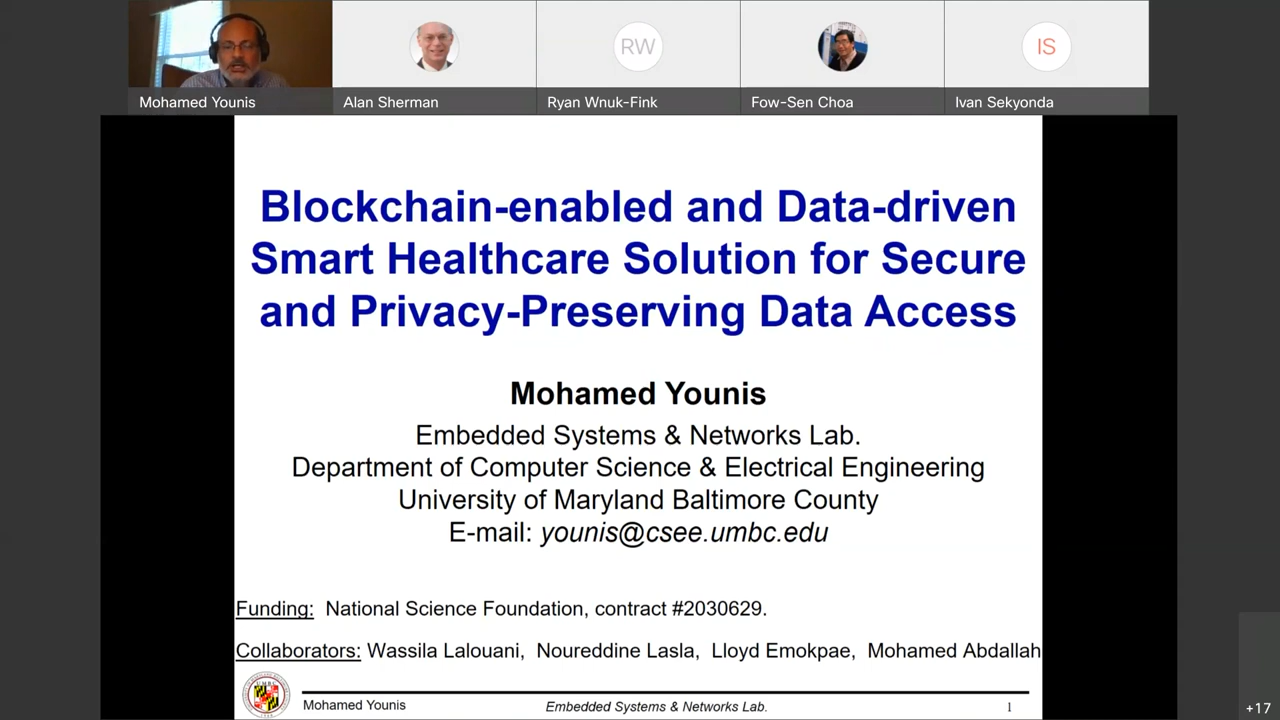 Mohamed Younis
Alan Sherman
RW
Ryan Wnuk-Fink
Fow-Sen Choa
IS
Ivan Sekyonda
Blockchain-enabled and Data-driven
Smart Healthcare Solution for Secure
and Privacy-Preserving Data Access
Mohamed Younis
Embedded Systems & Networks Lab.
Department of Computer Science & Electrical Engineering
University of Maryland Baltimore County
E-mail: younis@csee.umbc.edu
Funding: National Science Foundation, contract #2030629.
Collaborators: Wassila Lalouani, Noureddine Lasla, Lloyd Emokpae, Mohamed Abdallah
Mohamed Younis
Embedded Systems & Networks Lab.
1
+17